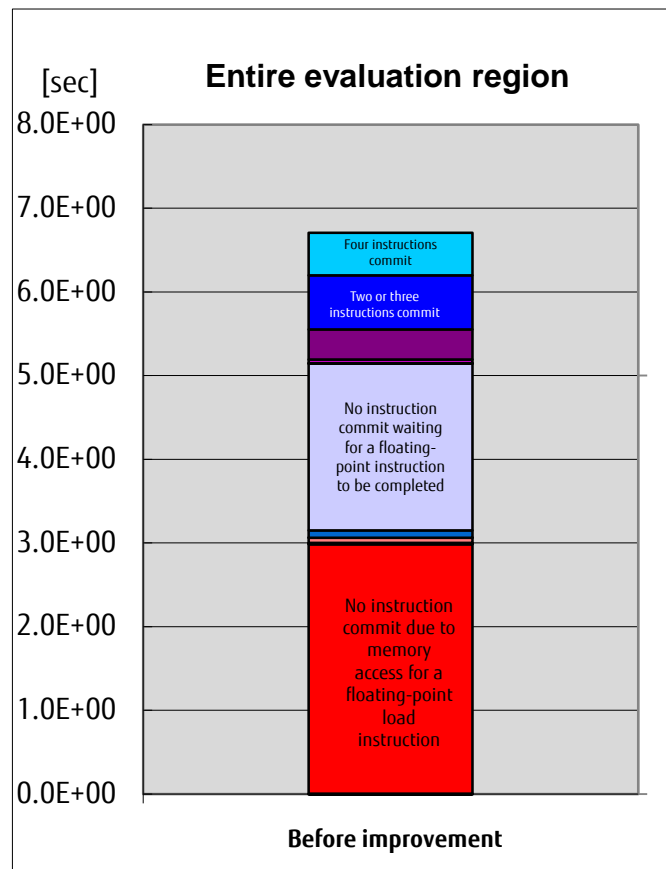 Entire evaluation region
[sec]
8.0E+00
7.0E+00
6.0E+00
5.0E+00
4.0E+00
3.0E+00
2.0E+00
1.0E+00
0.0E+00
Four instructions
commit
Two or three
instructions commit
No instruction
commit waiting
for a floating-
point instruction
to be completed
No instruction
commit due to
memory
access for a
floating-point
load
instruction
Before improvement